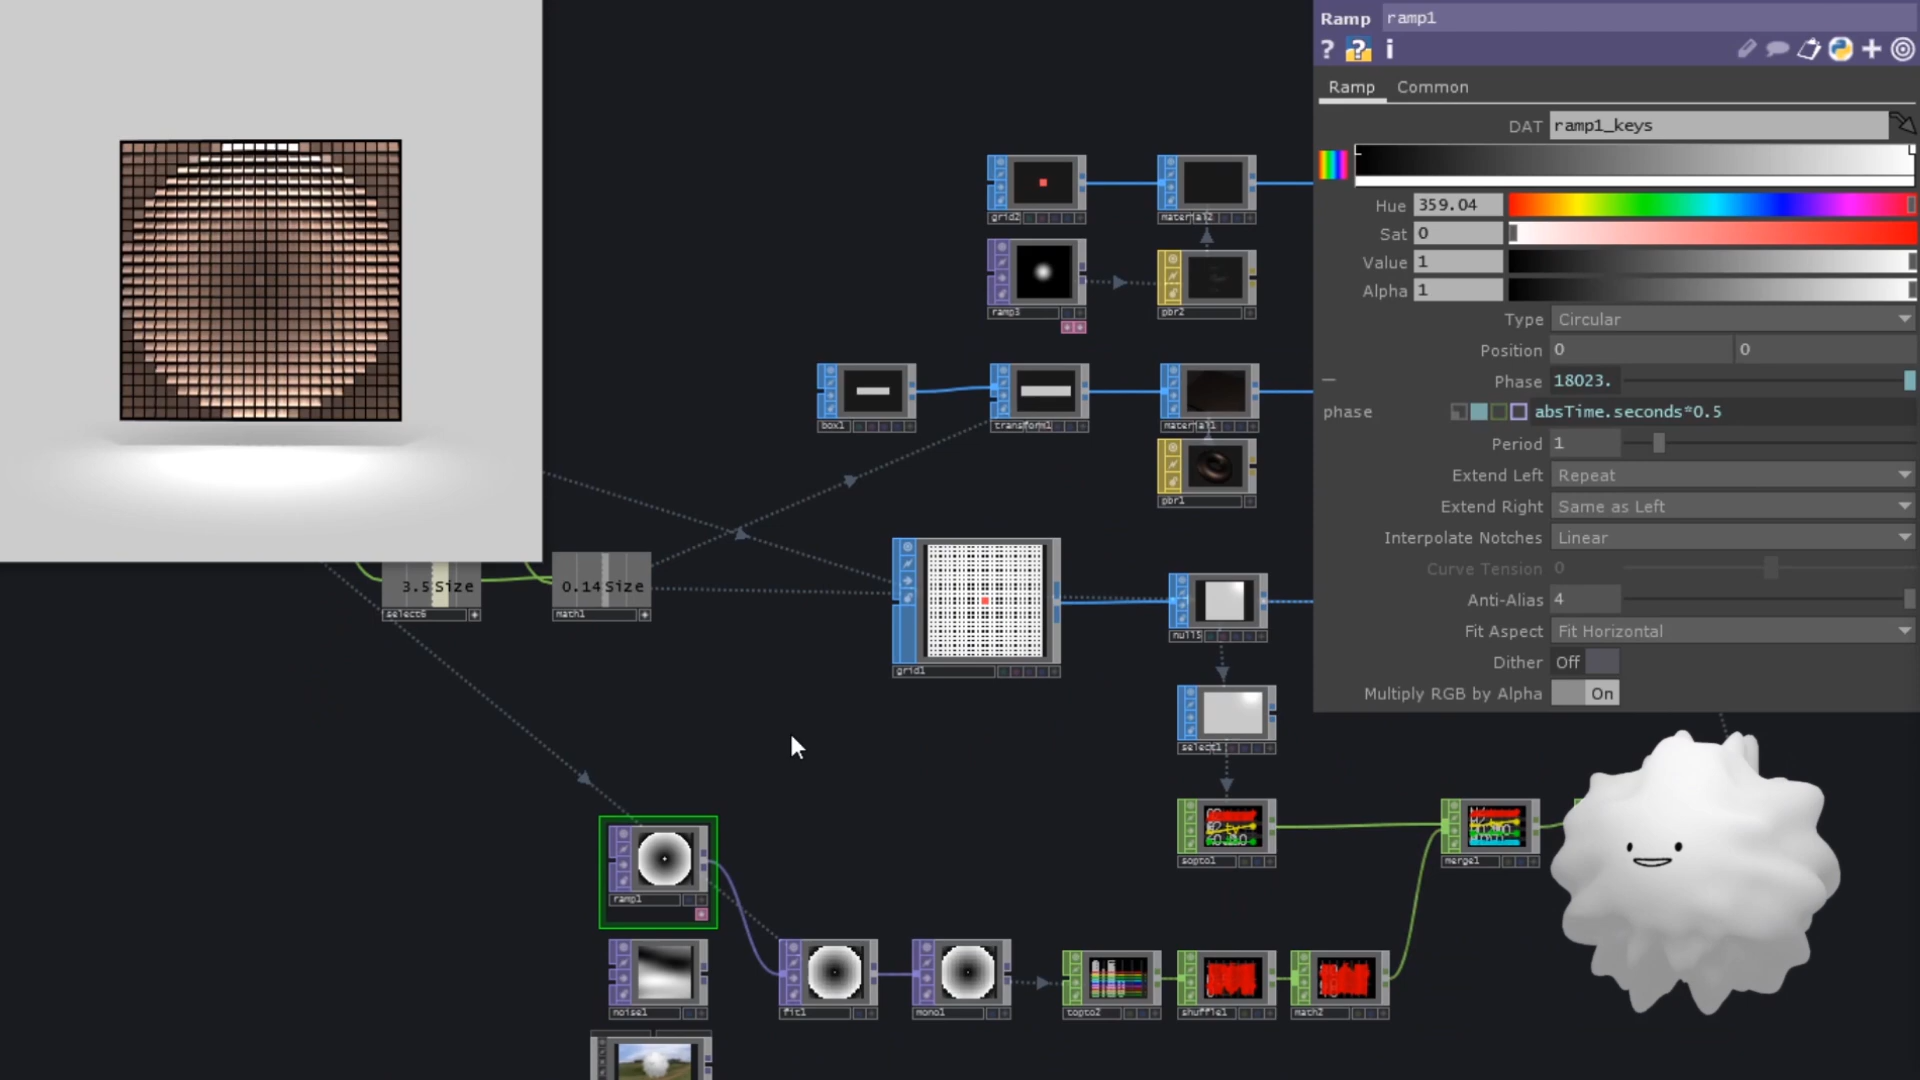 Ramp ramp1
? ? i
Ramp Common
DAT ramp1_keys
Hue 359.04
Sat 0
Value 1
Alpha 1
Type Circular
Position 0 0
Phase 18023.
phase absTime.seconds*0.5
Period 1
Extend Left Repeat
Extend Right Same as Left
Interpolate Notches Linear
Curve Tension 0
Anti-Alias 4
Fit Aspect Fit Horizontal
Dither Off
Multiply RGB by Alpha On
grid2
material2
ramp3
pbr2
box1
transform1
material1
pbr1
3.5 Size
select6
0.14 Size
math1
grid1
null5
select1
sopto1
merge1
ramp1
noise1
fit1
mono1
topto2
shuffle1
math2